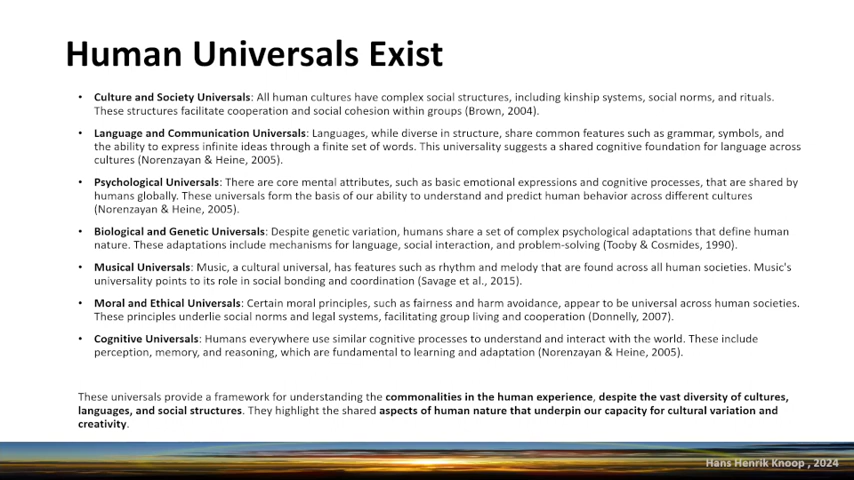 Human Universals Exist
• Culture and Society Universals: All human cultures have complex social structures, including kinship systems, social norms, and rituals.
These structures facilitate cooperation and social cohesion within groups (Brown, 2004).
• Language and Communication Universals: Languages, while diverse in structure, share common features such as grammar, symbols, and
the ability to express infinite ideas through a finite set of words. This universality suggests a shared cognitive foundation for language across
cultures (Norenzayan & Heine, 2005).
• Psychological Universals: There are core mental attributes, such as basic emotional expressions and cognitive processes, that are shared by
humans globally. These universals form the basis of our ability to understand and predict human behavior across different cultures
(Norenzayan & Heine, 2005).
• Biological and Genetic Universals: Despite genetic variation, humans share a set of complex psychological adaptations that define human
nature. These adaptations include mechanisms for language, social interaction, and problem-solving (Tooby & Cosmides, 1990).
• Musical Universals: Music, a cultural universal, has features such as rhythm and melody that are found across all human societies. Music's
universality points to its role in social bonding and coordination (Savage et al., 2015).
• Moral and Ethical Universals: Certain moral principles, such as fairness and harm avoidance, appear to be universal across human societies.
These principles underlie social norms and legal systems, facilitating group living and cooperation (Donnelly, 2007).
• Cognitive Universals: Humans everywhere use similar cognitive processes to understand and interact with the world. These include
perception, memory, and reasoning, which are fundamental to learning and adaptation (Norenzayan & Heine, 2005).
These universals provide a framework for understanding the commonalities in the human experience, despite the vast diversity of cultures,
languages, and social structures. They highlight the shared aspects of human nature that underpin our capacity for cultural variation and
creativity.
Hans Henrik Knoop , 2024